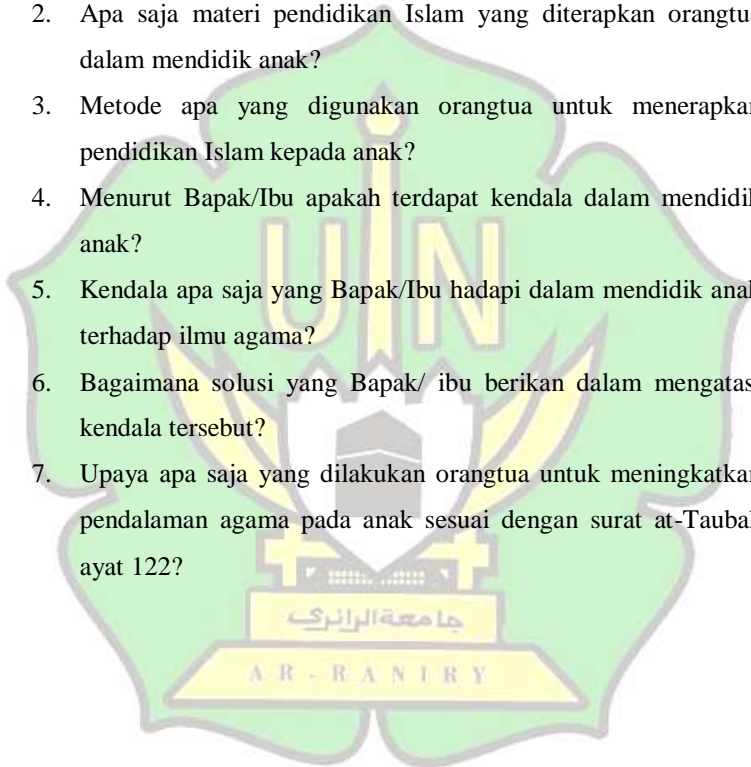 2. Apa saja materi pendidikan Islam yang diterapkan orangtu
dalam mendidik anak?
3. Metode apa yang digunakan orangtua untuk menerapkan
pendidikan Islam kepada anak?
4. Menurut Bapak/Ibu apakah terdapat kendala dalam mendidik
anak?
5. Kendala apa saja yang Bapak/Ibu hadapi dalam mendidik anak
terhadap ilmu agama?
6. Bagaimana solusi yang Bapak/ ibu berikan dalam mengatas
kendala tersebut?
7. Upaya apa saja yang dilakukan orangtua untuk meningkatkan
pendalaman agama pada anak sesuai dengan surat at-Taubah
ayat 122?
UIN
جامعة الرانري
AR-RANIRY